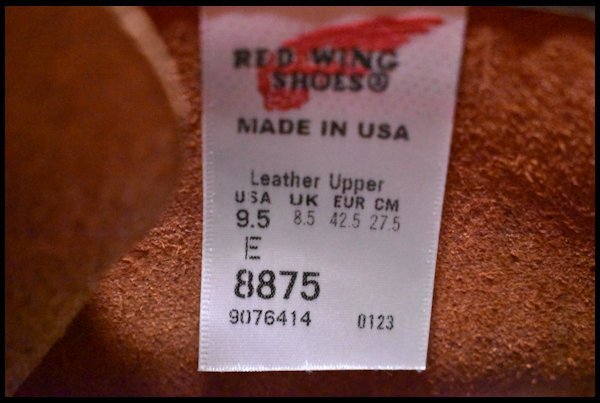 RED WING
SHOES®
MADE IN USA
Leather Upper
USA UK EUR CM
9.5 8.5 42.5 27.5
E
8875
9076414 0123